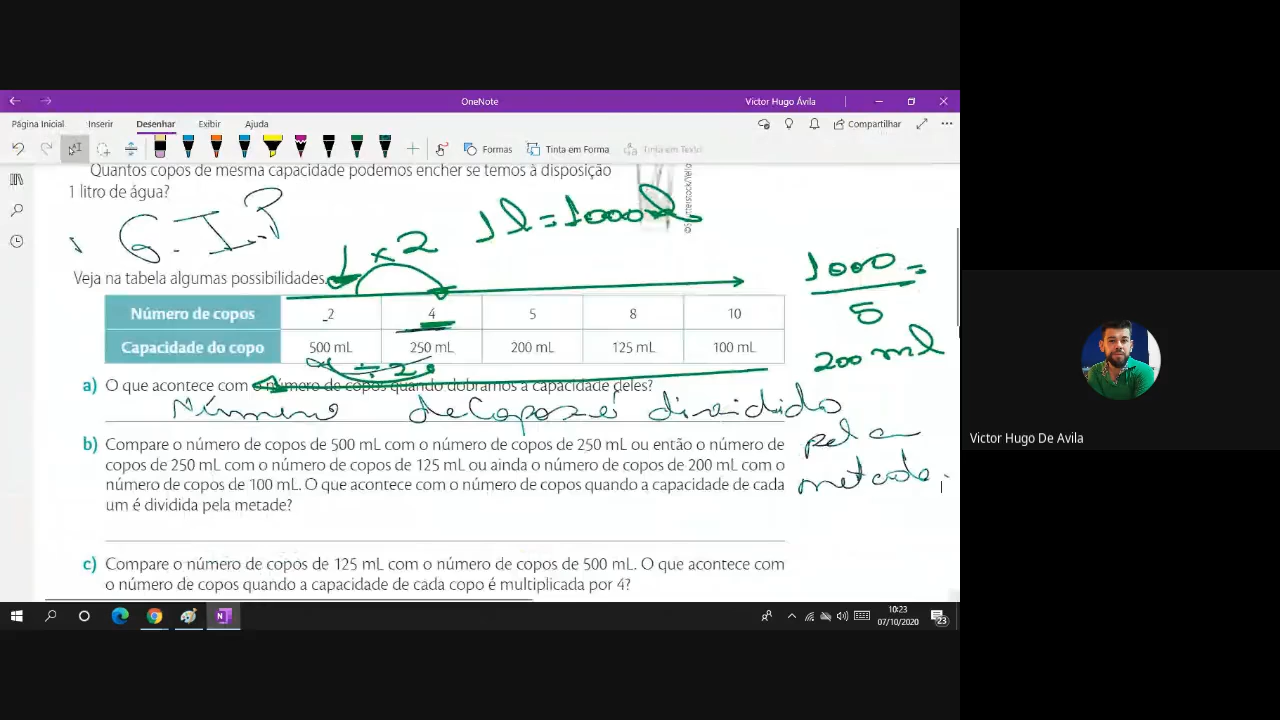 OneNote
Victor Hugo Ávila
Página Inicial Inserir Desenhar Exibir Ajuda
Compartilhar
Formas Tinta em Forma Tinta em Texto
Quantos copos de mesma capacidade podemos encher se temos à disposição
1 litro de água?
G.I.P
1l = 1000ml
×2
Veja na tabela algumas possibilidades.
1000 =
5
200 ml
Número de copos 2 4 5 8 10
Capacidade do copo 500 mL 250 mL 200 mL 125 mL 100 mL
÷2
a) O que acontece com o número de copos quando dobramos a capacidade deles?
Número de Copos é dividido
pela
metade
b) Compare o número de copos de 500 mL com o número de copos de 250 mL ou então o número de
copos de 250 mL com o número de copos de 125 mL ou ainda o número de copos de 200 mL com o
número de copos de 100 mL. O que acontece com o número de copos quando a capacidade de cada
um é dividida pela metade?
c) Compare o número de copos de 125 mL com o número de copos de 500 mL. O que acontece com
o número de copos quando a capacidade de cada copo é multiplicada por 4?
Victor Hugo De Avila
10:23
07/10/2020
23